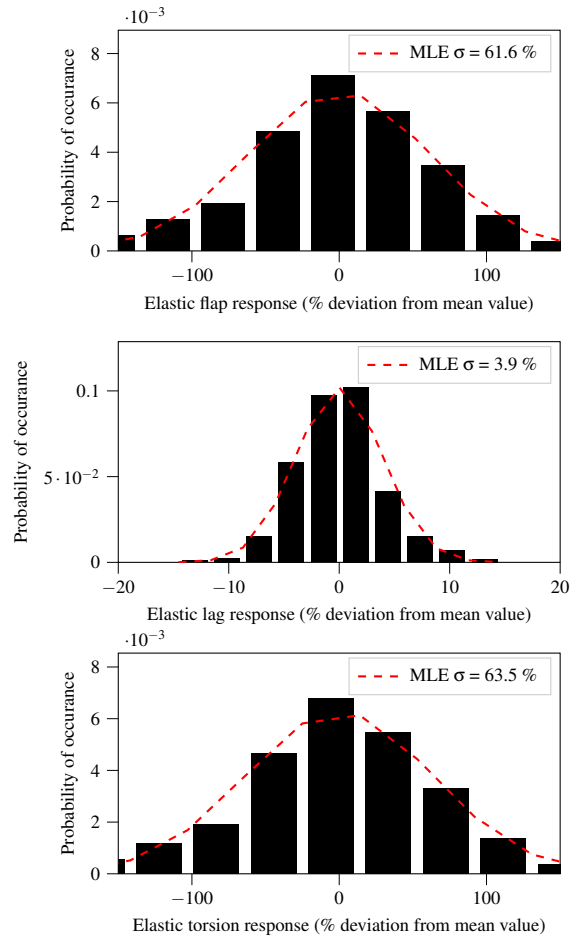 ·10−3
8
6
4
2
0
Probability of occurance
MLE σ = 61.6 %
−100
0
100
Elastic flap response (% deviation from mean value)
0.1
5 · 10−2
0
Probability of occurance
MLE σ = 3.9 %
−20
−10
0
10
20
Elastic lag response (% deviation from mean value)
·10−3
8
6
4
2
0
Probability of occurance
MLE σ = 63.5 %
−100
0
100
Elastic torsion response (% deviation from mean value)